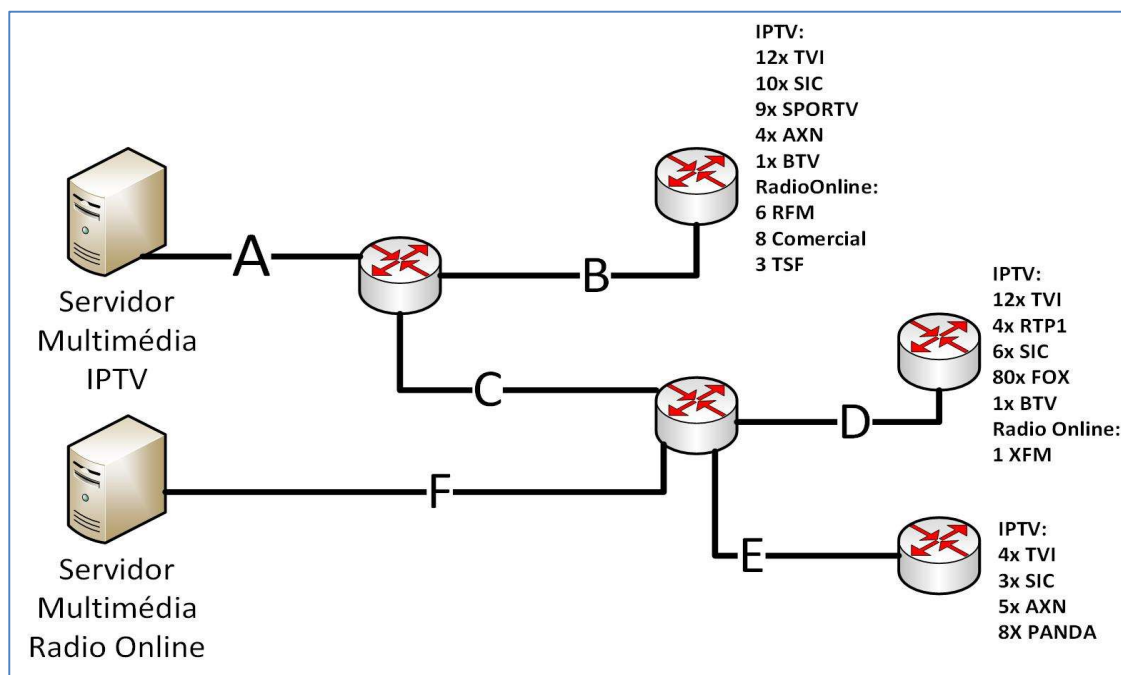 IPTV:
12x TVI
10x SIC
9x SPORTV
4x AXN
1x BTV
RadioOnline:
6 RFM
8 Comercial
3 TSF
A
B
Servidor
Multimédia
IPTV
IPTV:
12x TVI
4x RTP1
6x SIC
80x FOX
1x BTV
Radio Online:
1 XFM
C
D
F
E
Servidor
Multimédia
Radio Online
IPTV:
4x TVI
3x SIC
5x AXN
8X PANDA